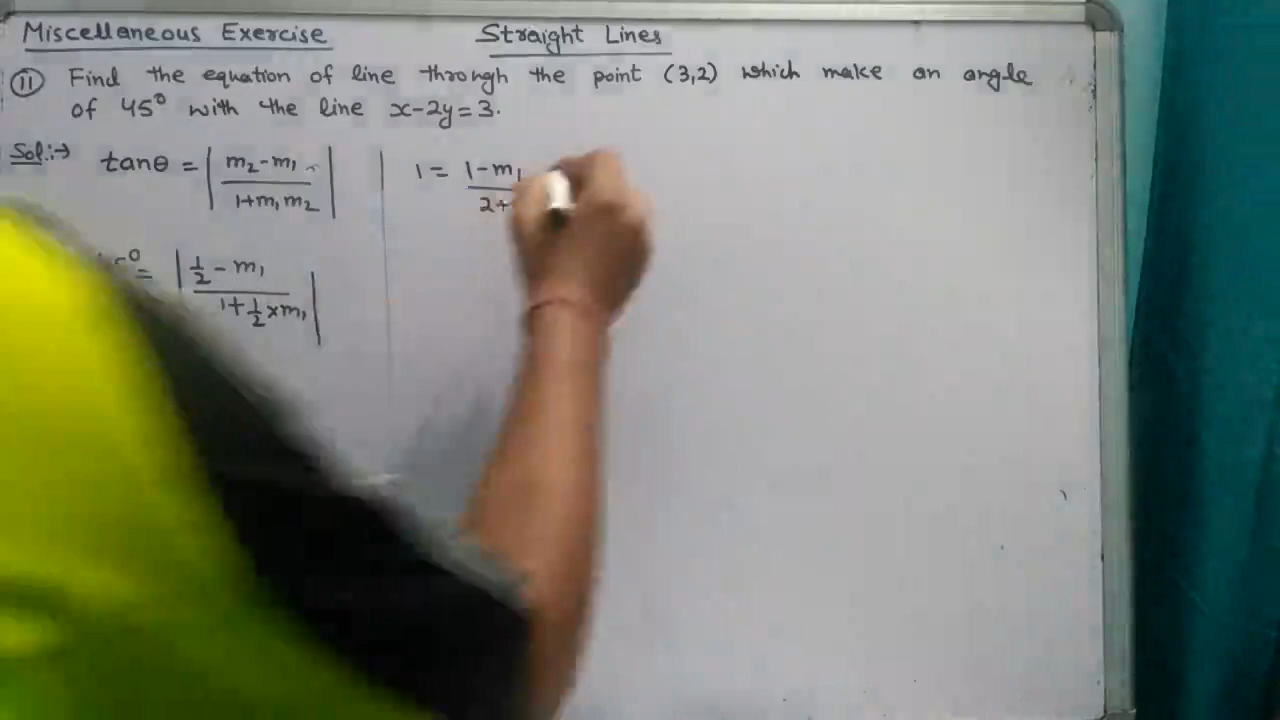 Miscellaneous Exercise
Straight Lines
11 Find the equation of line through the point (3,2) which make an angle
of 45° with the line x-2y=3.
Sol:→ tanθ = | m₂-m₁ / 1+m₁m₂ |
= | 1/2 - m₁ / 1+ 1/2 × m₁ |
1 = 1-m₁ / 2+